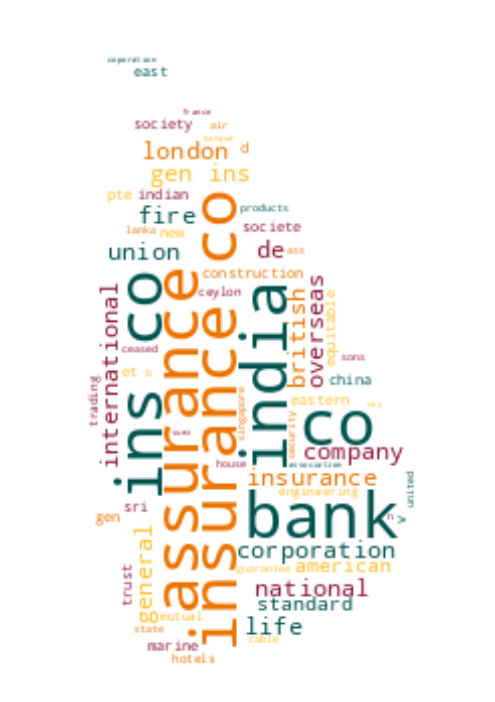 coporation
east
france
society air
banque
london d
gen ins
pte indian
fire products
lanka new societe
union de ass
construction
ceylon
international
ins co
assurance co
insurance co
india
british
overseas
equitable
ceased
sons
et b
china
trading
singapore
eastern
co
security
company
house
association
insurance
engineering
united
sri
gen
bank
n
corporation
guarantee american
trust
general
national
standard
mutual
state
life
cable
marine
hotels